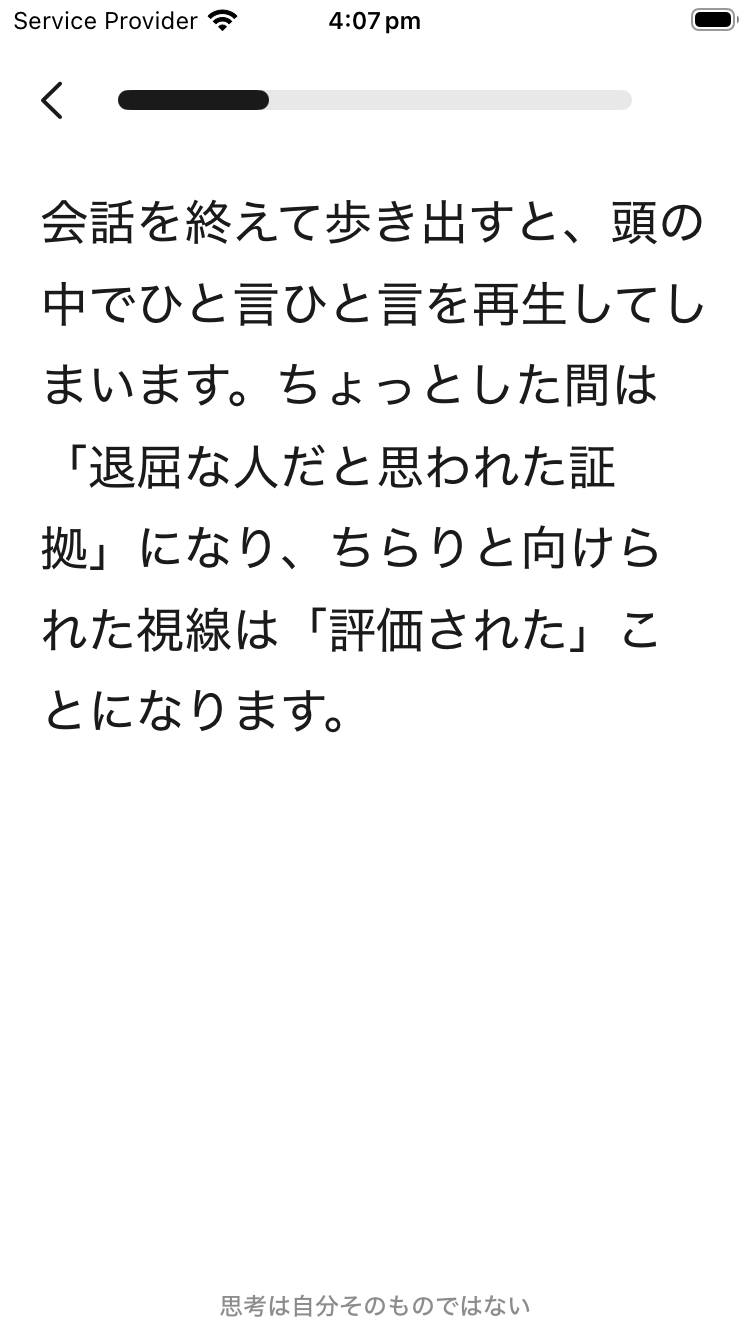 Service Provider 4:07 pm
会話を終えて歩き出すと、頭の
中でひと言ひと言を再生してし
まいます。ちょっとした間は
「退屈な人だと思われた証
拠」になり、ちらりと向けら
れた視線は「評価された」こ
とになります。
思考は自分そのものではない